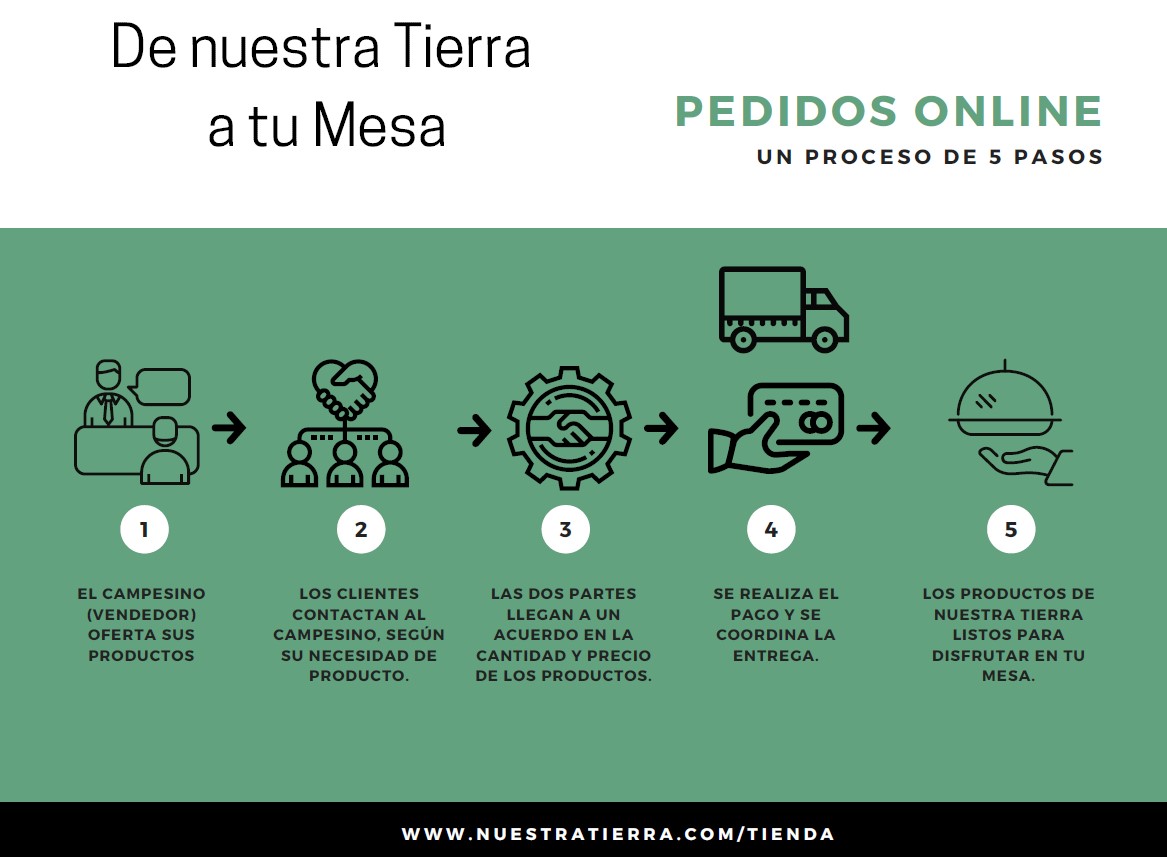 De nuestra Tierra
a tu Mesa
PEDIDOS ONLINE
UN PROCESO DE 5 PASOS
1
EL CAMPESINO
(VENDEDOR)
OFERTA SUS
PRODUCTOS
2
LOS CLIENTES
CONTACTAN AL
CAMPESINO, SEGÚN
SU NECESIDAD DE
PRODUCTO.
3
LAS DOS PARTES
LLEGAN A UN
ACUERDO EN LA
CANTIDAD Y PRECIO
DE LOS PRODUCTOS.
4
SE REALIZA EL
PAGO Y SE
COORDINA LA
ENTREGA.
5
LOS PRODUCTOS DE
NUESTRA TIERRA
LISTOS PARA
DISFRUTAR EN TU
MESA.
WWW.NUESTRATIERRA.COM/TIENDA